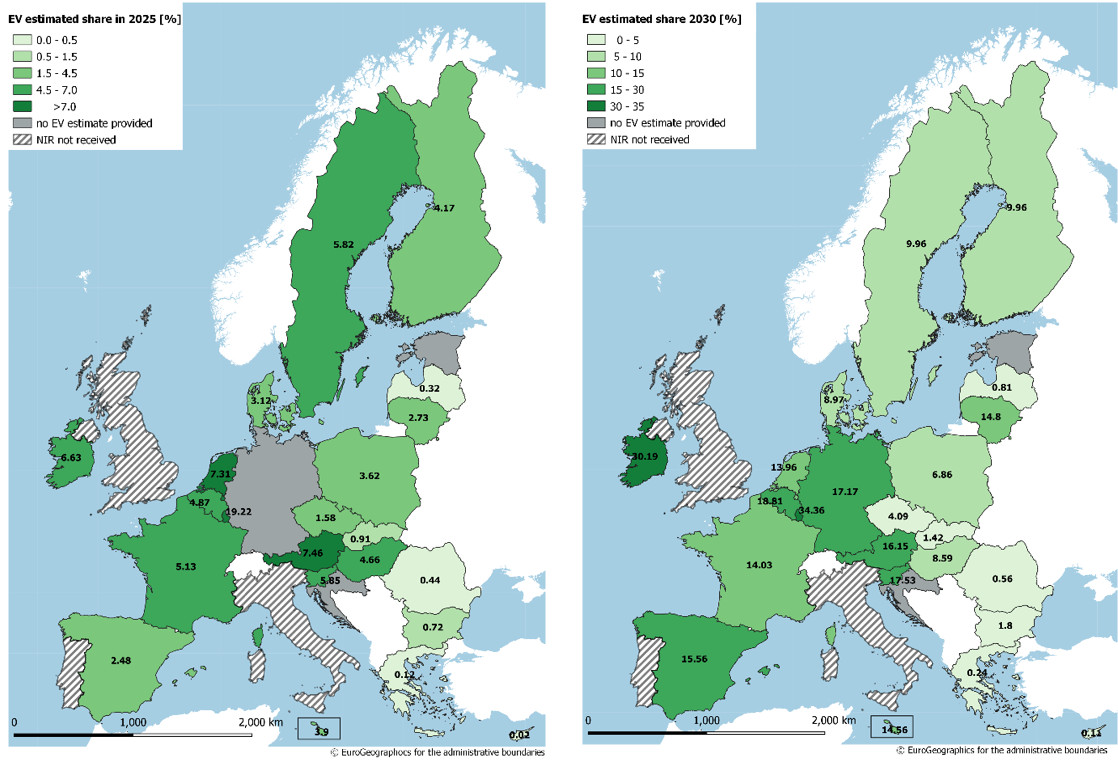 EV estimated share in 2025 [%]
0.0 - 0.5
0.5 - 1.5
1.5 - 4.5
4.5 - 7.0
>7.0
no EV estimate provided
NIR not received
4.17
5.82
0.32
3.12
2.73
6.63
7.31
3.62
4.87
19.22
1.58
0.91
7.46
4.66
5.13
5.85
0.44
0.72
2.48
0.12
0 1,000 2,000 km
3.9
0.02
© EuroGeographocs for the administrative boundaries
EV estimated share 2030 [%]
0 - 5
5 - 10
10 - 15
15 - 30
30 - 35
no EV estimate provided
NIR not received
9.96
9.96
0.81
8.97
14.8
30.19
13.96
6.86
17.17
18.81
34.36
4.09
1.42
16.15
8.59
14.03
17.53
0.56
1.8
15.56
0.24
0 1,000 2,000 km
14.56
0.11
© EuroGeographics for the administrative boundaries